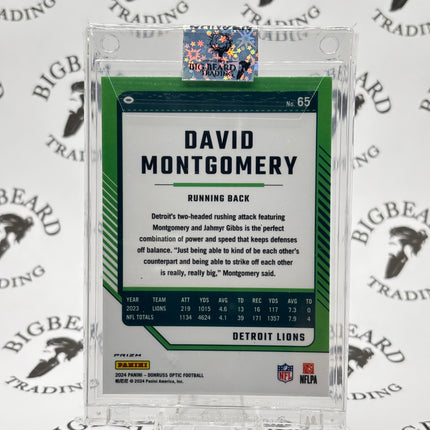 BIGBEARD
TRADING
BIG BEARD
TRADING
No. 65
DAVID
MONTGOMERY
RUNNING BACK
Detroit's two-headed rushing attack featuring
Montgomery and Jahmyr Gibbs is the perfect
combination of power and speed that keeps defenses
off balance. "Just being able to kind of be each other's
counterpart and being able to strike off each other
is really, really big," Montgomery said.
YEAR TEAM ATT YDS AVG TD REC YDS AVG TD
2023 LIONS 219 1015 4.6 13 16 117 7.3 0
NFL TOTALS 1134 4624 4.1 39 171 1357 7.9 4
DETROIT LIONS
PRIZM
PANINI
NFL
NFLPA
2024 PANINI – DONRUSS OPTIC FOOTBALL
© 2024 Panini America, Inc.